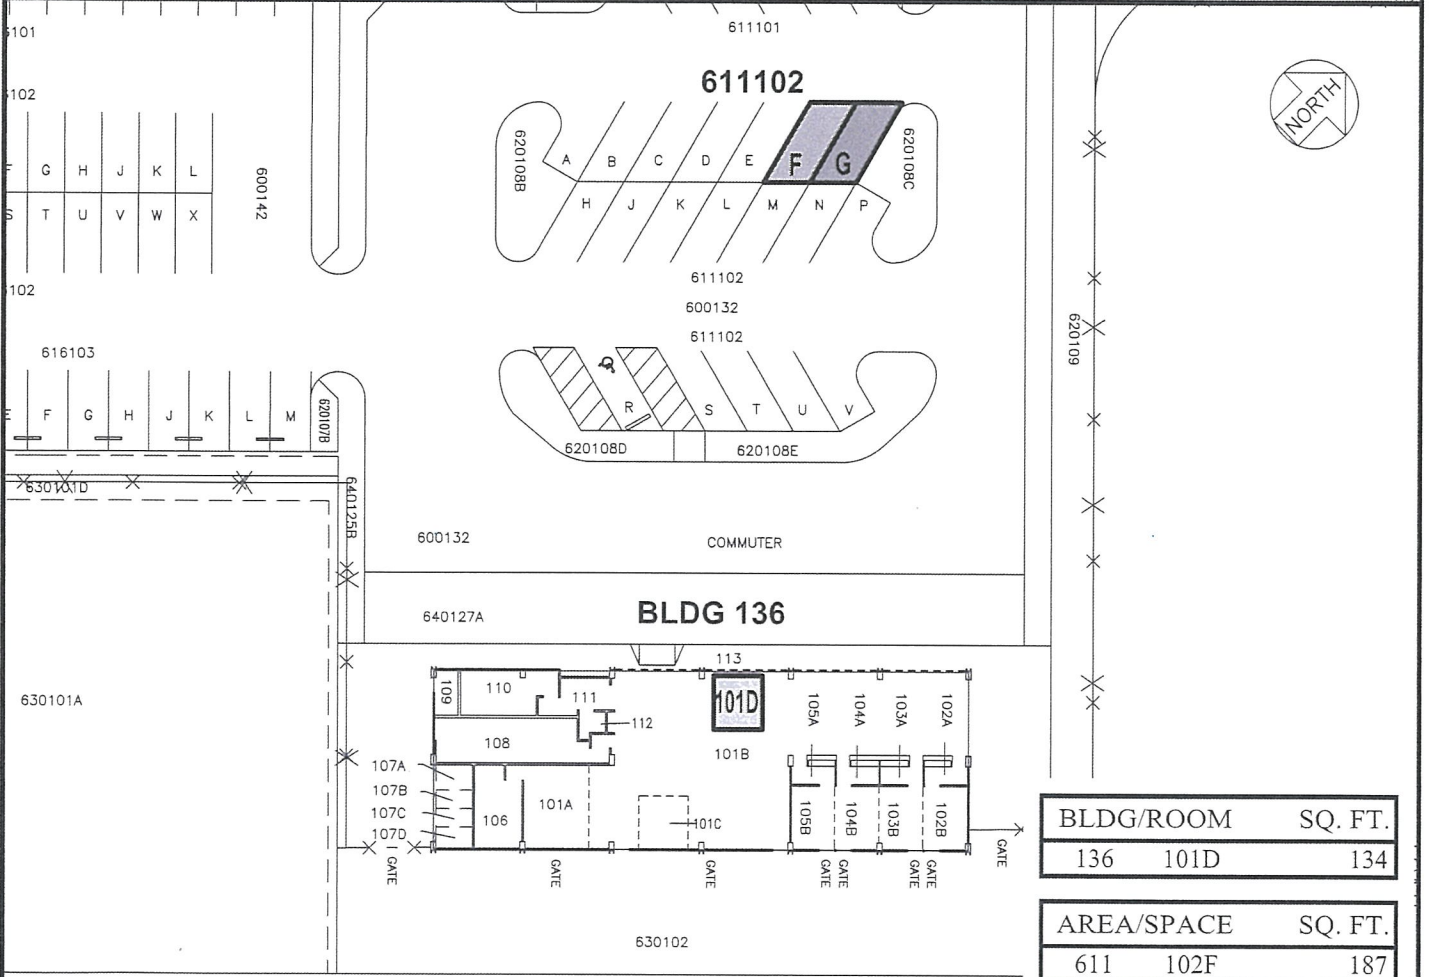 611101
101
611102
NORTH
102
620108B
A B C D E F G
620108C
G H J K L
600142
S T U V W X
H J K L M N P
611102
102
600132
620109
611102
616103
E F G H J K L M
620107B
R S T U V
620108D 620108E
630101D
640125B
600132 COMMUTER
640127A BLDG 136
113
630101A
109 110 111 101D 105A 104A 103A 102A
112
108 101B
107A
107B
107C
107D
106 101A 101C 105B 104B 103B 102B
GATE GATE GATE GATE GATE GATE GATE GATE
630102
BLDG/ROOM SQ. FT.
136 101D 134
AREA/SPACE SQ. FT.
611 102F 187